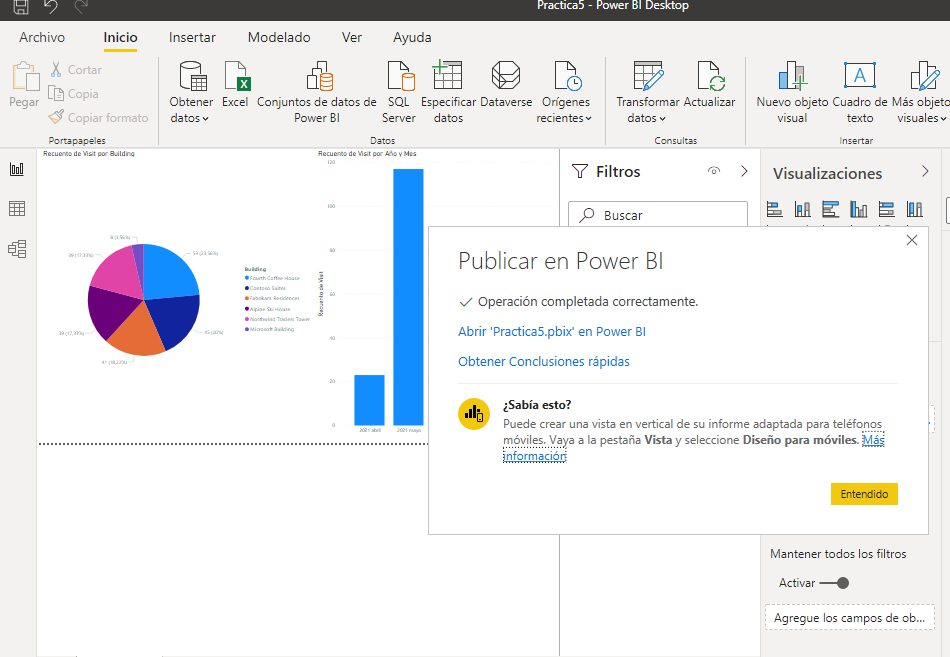 Practica5 - Power BI Desktop
Archivo
Inicio
Insertar
Modelado
Ver
Ayuda
Pegar
Cortar
Copia
Copiar formato
Portapapeles
Obtener
datos
Excel
Conjuntos de datos de
Power BI
SQL
Server
Especificar
datos
Dataverse
Orígenes
recientes
Datos
Transformar
datos
Actualizar
Consultas
Nuevo objeto
visual
Cuadro de
texto
Más objeto
visuales
Insertar
Recuento de Visit por Building
8 (3,56%)
53 (23,56%)
39 (17,33%)
39 (17,33%)
45 (20%)
41 (18,22%)
Building
Fourth Coffee House
Contoso Suites
Fabrikam Residences
Alpine Ski House
Northwind Traders Tower
Microsoft Building
Recuento de Visit por Año y Mes
Recuento de Visit
120
100
80
60
40
20
0
2021 abril
2021 mayo
Filtros
Buscar
Visualizaciones
Publicar en Power BI
Operación completada correctamente.
Abrir 'Practica5.pbix' en Power BI
Obtener Conclusiones rápidas
¿Sabía esto?
Puede crear una vista en vertical de su informe adaptada para teléfonos
móviles. Vaya a la pestaña Vista y seleccione Diseño para móviles. Más
información
Entendido
Mantener todos los filtros
Activar
Agregue los campos de ob...